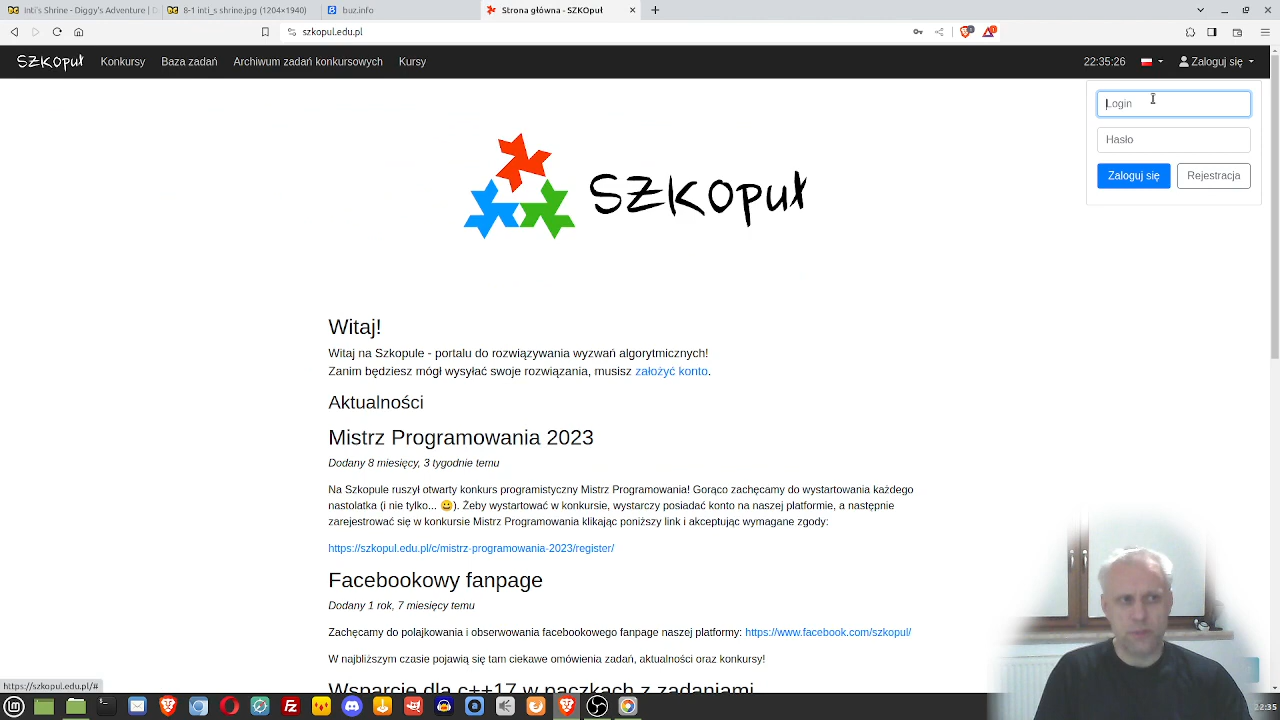 Inti's Shrine - Diggy's Adventure |
8-1 inti_s shrine.jpg (1204×1940)
buz.info
Strona główna - SZKOpuł
szkopul.edu.pl
SZKOpuł Konkursy Baza zadań Archiwum zadań konkursowych Kursy 22:35:26 Zaloguj się
Login
Hasło
Zaloguj się Rejestracja
SZKOpuł
Witaj!
Witaj na Szkopule - portalu do rozwiązywania wyzwań algorytmicznych!
Zanim będziesz mógł wysyłać swoje rozwiązania, musisz założyć konto.
Aktualności
Mistrz Programowania 2023
Dodany 8 miesięcy, 3 tygodnie temu
Na Szkopule ruszył otwarty konkurs programistyczny Mistrz Programowania! Gorąco zachęcamy do wystartowania każdego
nastolatka (i nie tylko... 😀). Żeby wystartować w konkursie, wystarczy posiadać konto na naszej platformie, a następnie
zarejestrować się w konkursie Mistrz Programowania klikając poniższy link i akceptując wymagane zgody:
https://szkopul.edu.pl/c/mistrz-programowania-2023/register/
Facebookowy fanpage
Dodany 1 rok, 7 miesięcy temu
Zachęcamy do polajkowania i obserwowania facebookowego fanpage naszej platformy: https://www.facebook.com/szkopul/
W najbliższym czasie pojawią się tam ciekawe omówienia zadań, aktualności oraz konkursy!
Wsparcie dla c++17 w paczkach z zadaniami
https://szkopul.edu.pl/#
22:35